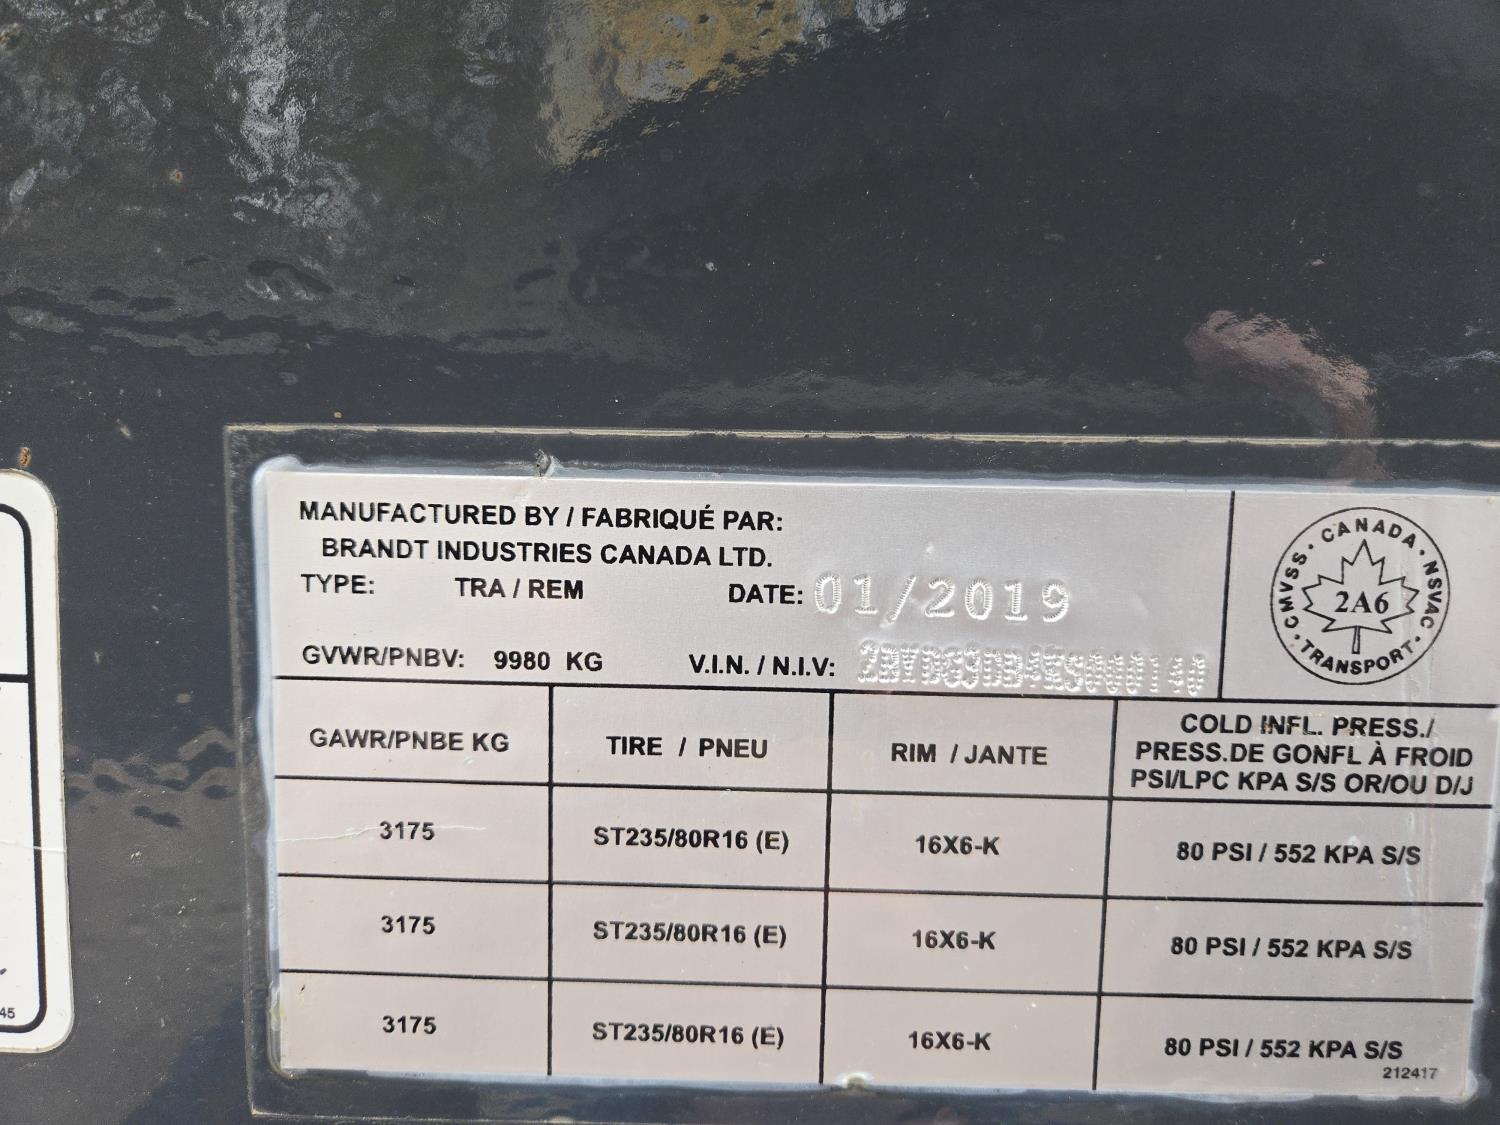 MANUFACTURED BY / FABRIQUÉ PAR:
BRANDT INDUSTRIES CANADA LTD.
TYPE: TRA / REM DATE: 01/2019
GVWR/PNBV: 9980 KG V.I.N. / N.I.V:
CANADA · NSVAC · TRANSPORT · CMVSS ·
2A6
GAWR/PNBE KG TIRE / PNEU RIM / JANTE COLD INFL. PRESS./
PRESS.DE GONFL À FROID
PSI/LPC KPA S/S OR/OU D/J
3175 ST235/80R16 (E) 16X6-K 80 PSI / 552 KPA S/S
3175 ST235/80R16 (E) 16X6-K 80 PSI / 552 KPA S/S
3175 ST235/80R16 (E) 16X6-K 80 PSI / 552 KPA S/S
212417
45